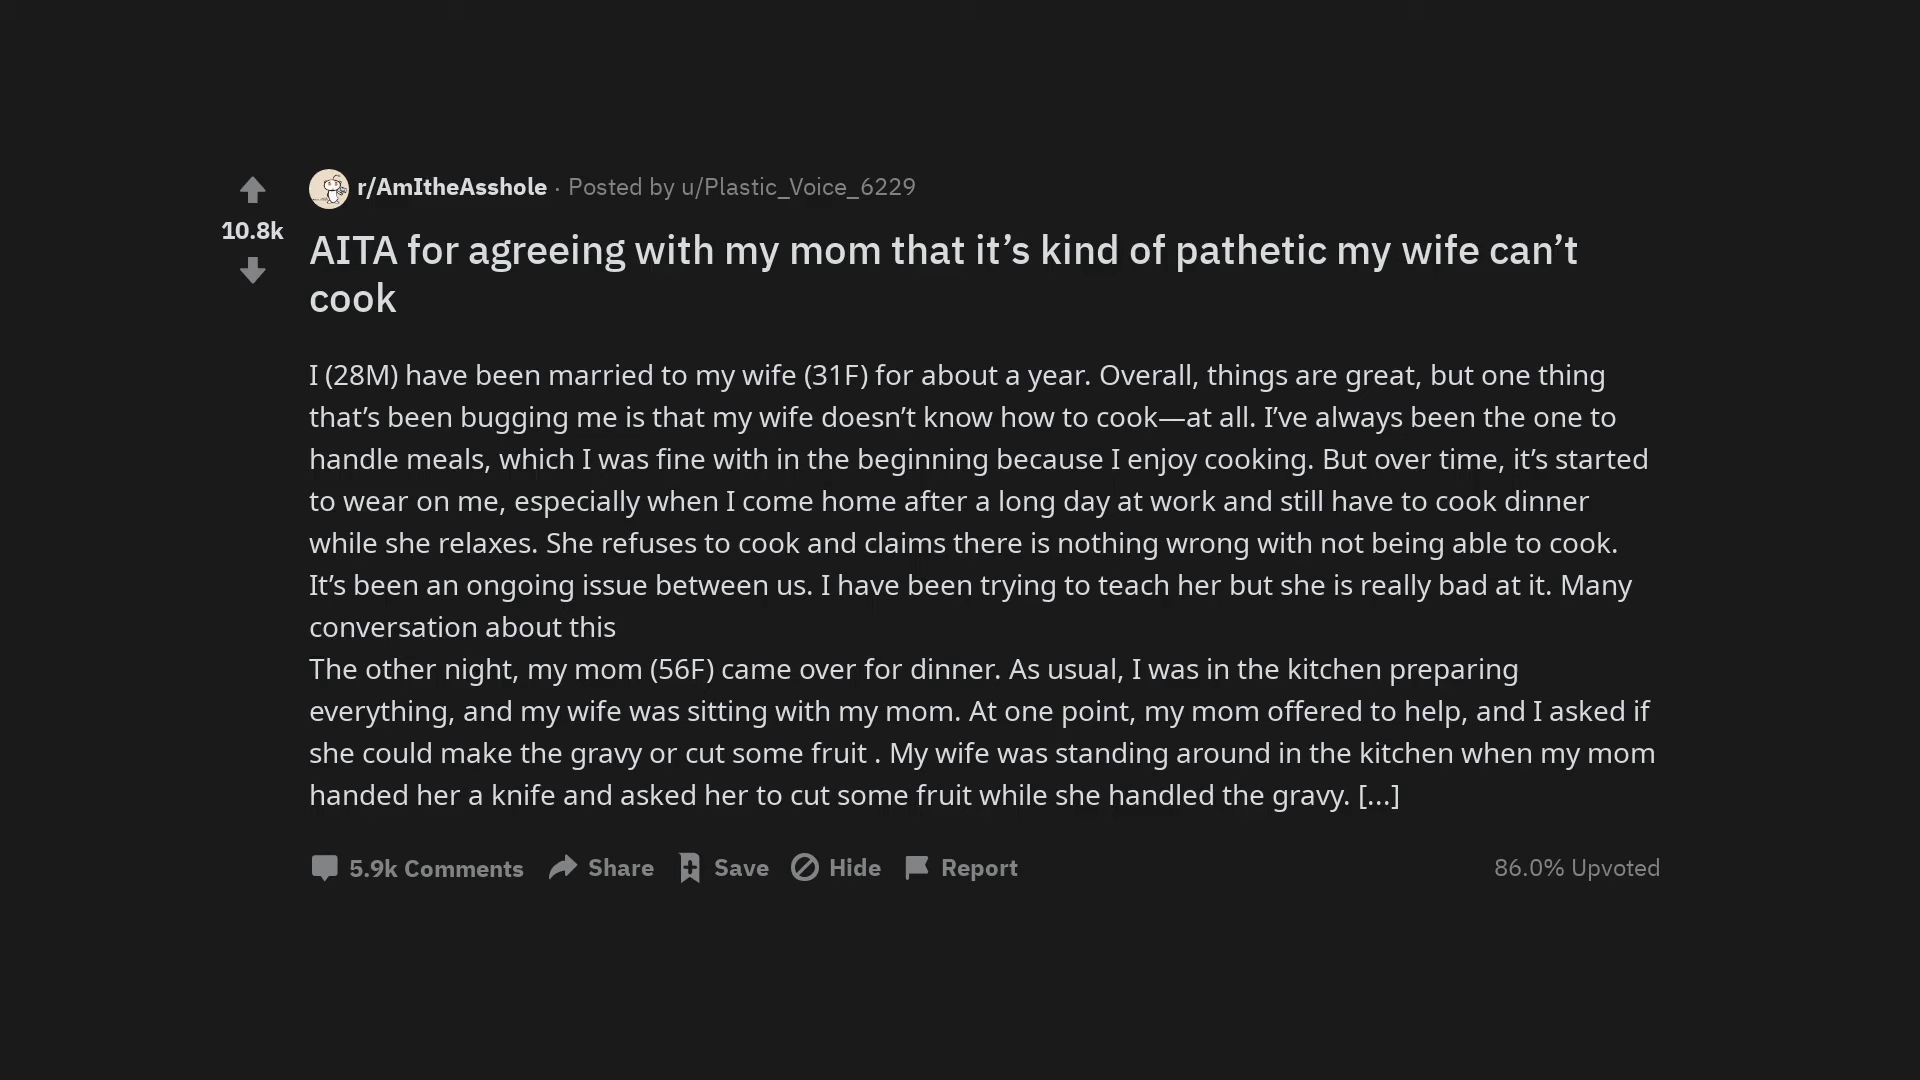 r/AmItheAsshole · Posted by u/Plastic_Voice_6229
10.8k
AITA for agreeing with my mom that it’s kind of pathetic my wife can’t
cook
I (28M) have been married to my wife (31F) for about a year. Overall, things are great, but one thing
that’s been bugging me is that my wife doesn’t know how to cook—at all. I’ve always been the one to
handle meals, which I was fine with in the beginning because I enjoy cooking. But over time, it’s started
to wear on me, especially when I come home after a long day at work and still have to cook dinner
while she relaxes. She refuses to cook and claims there is nothing wrong with not being able to cook.
It’s been an ongoing issue between us. I have been trying to teach her but she is really bad at it. Many
conversation about this
The other night, my mom (56F) came over for dinner. As usual, I was in the kitchen preparing
everything, and my wife was sitting with my mom. At one point, my mom offered to help, and I asked if
she could make the gravy or cut some fruit . My wife was standing around in the kitchen when my mom
handed her a knife and asked her to cut some fruit while she handled the gravy. [...]
5.9k Comments Share Save Hide Report 86.0% Upvoted